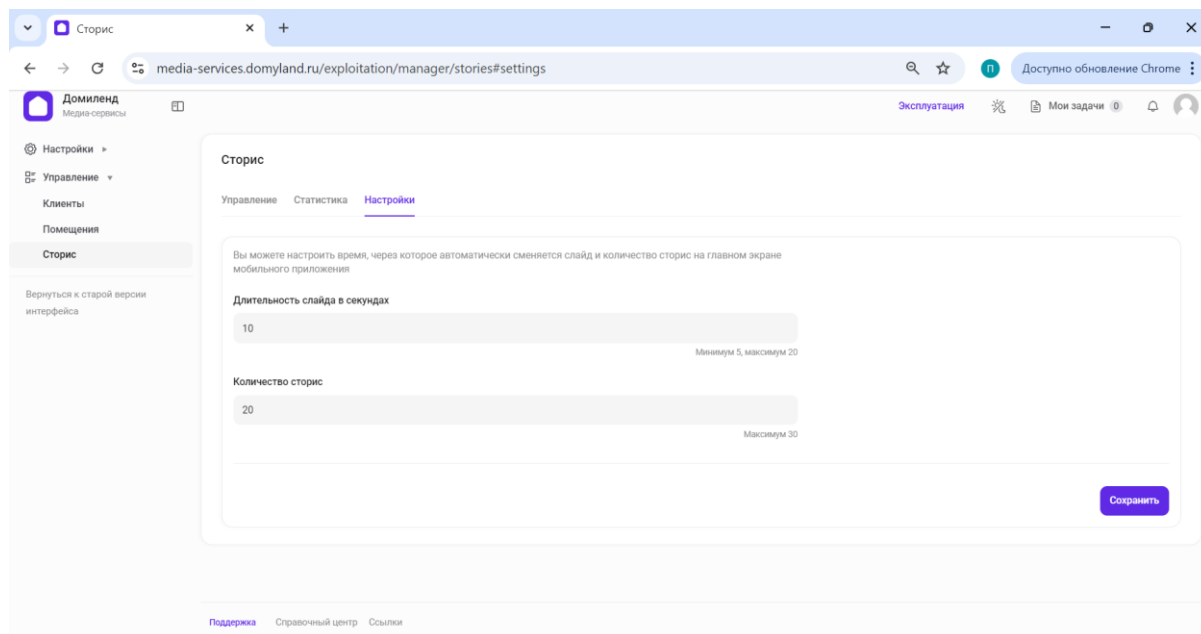 Сторис
media-services.domyland.ru/exploitation/manager/stories#settings
П
Доступно обновление Chrome
Домиленд
Медиа-сервисы
Эксплуатация
Мои задачи 0
Настройки
Управление
Клиенты
Помещения
Сторис
Вернуться к старой версии
интерфейса
Сторис
Управление Статистика Настройки
Вы можете настроить время, через которое автоматически сменяется слайд и количество сторис на главном экране
мобильного приложения
Длительность слайда в секундах
10
Минимум 5, максимум 20
Количество сторис
20
Максимум 30
Сохранить
Поддержка Справочный центр Ссылки